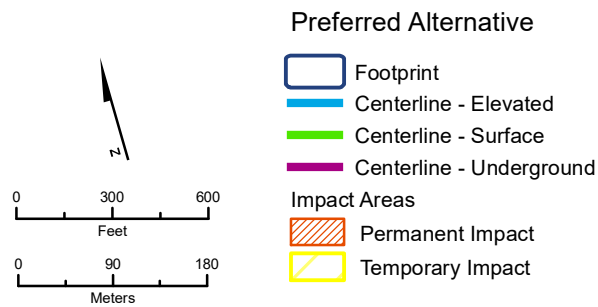 Preferred Alternative
Footprint
Centerline - Elevated
Centerline - Surface
Centerline - Underground
Impact Areas
Permanent Impact
Temporary Impact
N
0 300 600
Feet
0 90 180
Meters